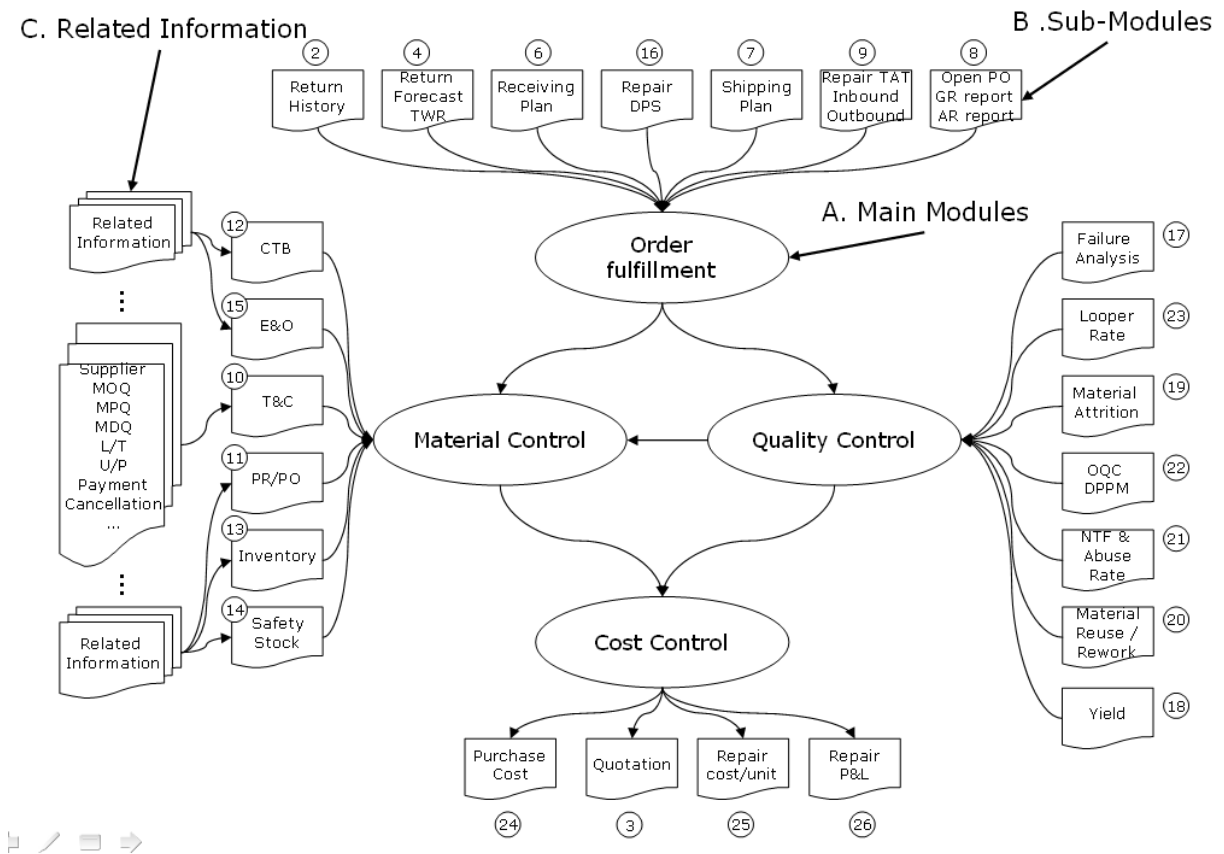 C. Related Information
B .Sub-Modules
2
4
6
16
7
9
8
Return
History
Return
Forecast
TWR
Receiving
Plan
Repair
DPS
Shipping
Plan
Repair TAT
Inbound
Outbound
Open PO
GR report
AR report
A. Main Modules
Order
fulfillment
Related
Information
12
CTB
15
E&O
Supplier
MOQ
MPQ
MDQ
L/T
U/P
Payment
Cancellation
...
10
T&C
11
PR/PO
13
Inventory
14
Safety
Stock
Related
Information
Material Control
Quality Control
Failure
Analysis
17
Looper
Rate
23
Material
Attrition
19
OQC
DPPM
22
NTF &
Abuse
Rate
21
Material
Reuse /
Rework
20
Yield
18
Cost Control
Purchase
Cost
Quotation
Repair
cost/unit
Repair
P&L
24
3
25
26